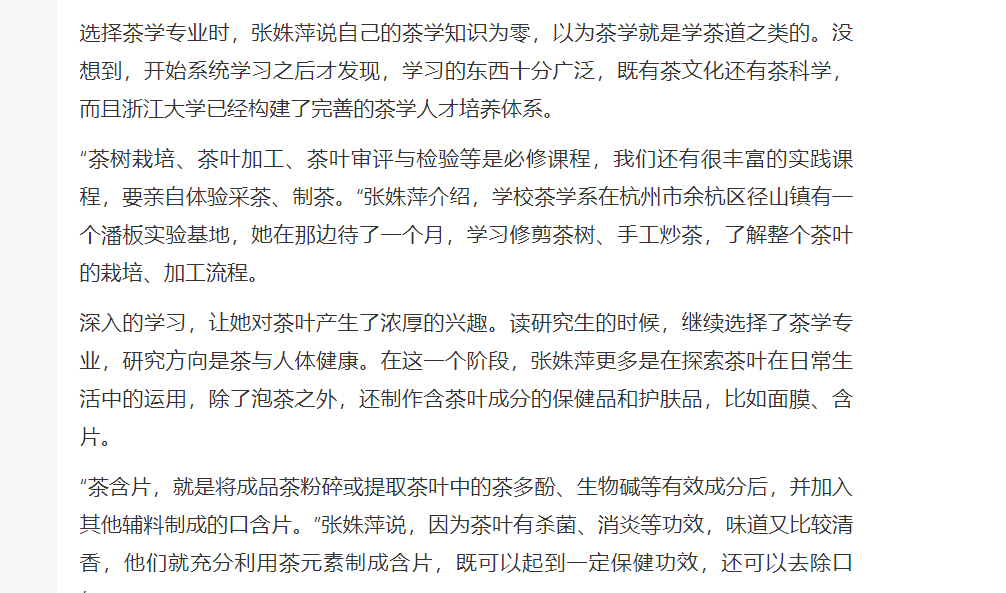 选择茶学专业时，张姝萍说自己的茶学知识为零，以为茶学就是学茶道之类的。没
想到，开始系统学习之后才发现，学习的东西十分广泛，既有茶文化还有茶科学，
而且浙江大学已经构建了完善的茶学人才培养体系。
“茶树栽培、茶叶加工、茶叶审评与检验等是必修课程，我们还有很丰富的实践课
程，要亲自体验采茶、制茶。“张姝萍介绍，学校茶学系在杭州市余杭区径山镇有一
个潘板实验基地，她在那边待了一个月，学习修剪茶树、手工炒茶，了解整个茶叶
的栽培、加工流程。
深入的学习，让她对茶叶产生了浓厚的兴趣。读研究生的时候，继续选择了茶学专
业，研究方向是茶与人体健康。在这一个阶段，张姝萍更多是在探索茶叶在日常生
活中的运用，除了泡茶之外，还制作含茶叶成分的保健品和护肤品，比如面膜、含
片。
“茶含片，就是将成品茶粉碎或提取茶叶中的茶多酚、生物碱等有效成分后，并加入
其他辅料制成的口含片。”张姝萍说，因为茶叶有杀菌、消炎等功效，味道又比较清
香，他们就充分利用茶元素制成含片，既可以起到一定保健功效，还可以去除口